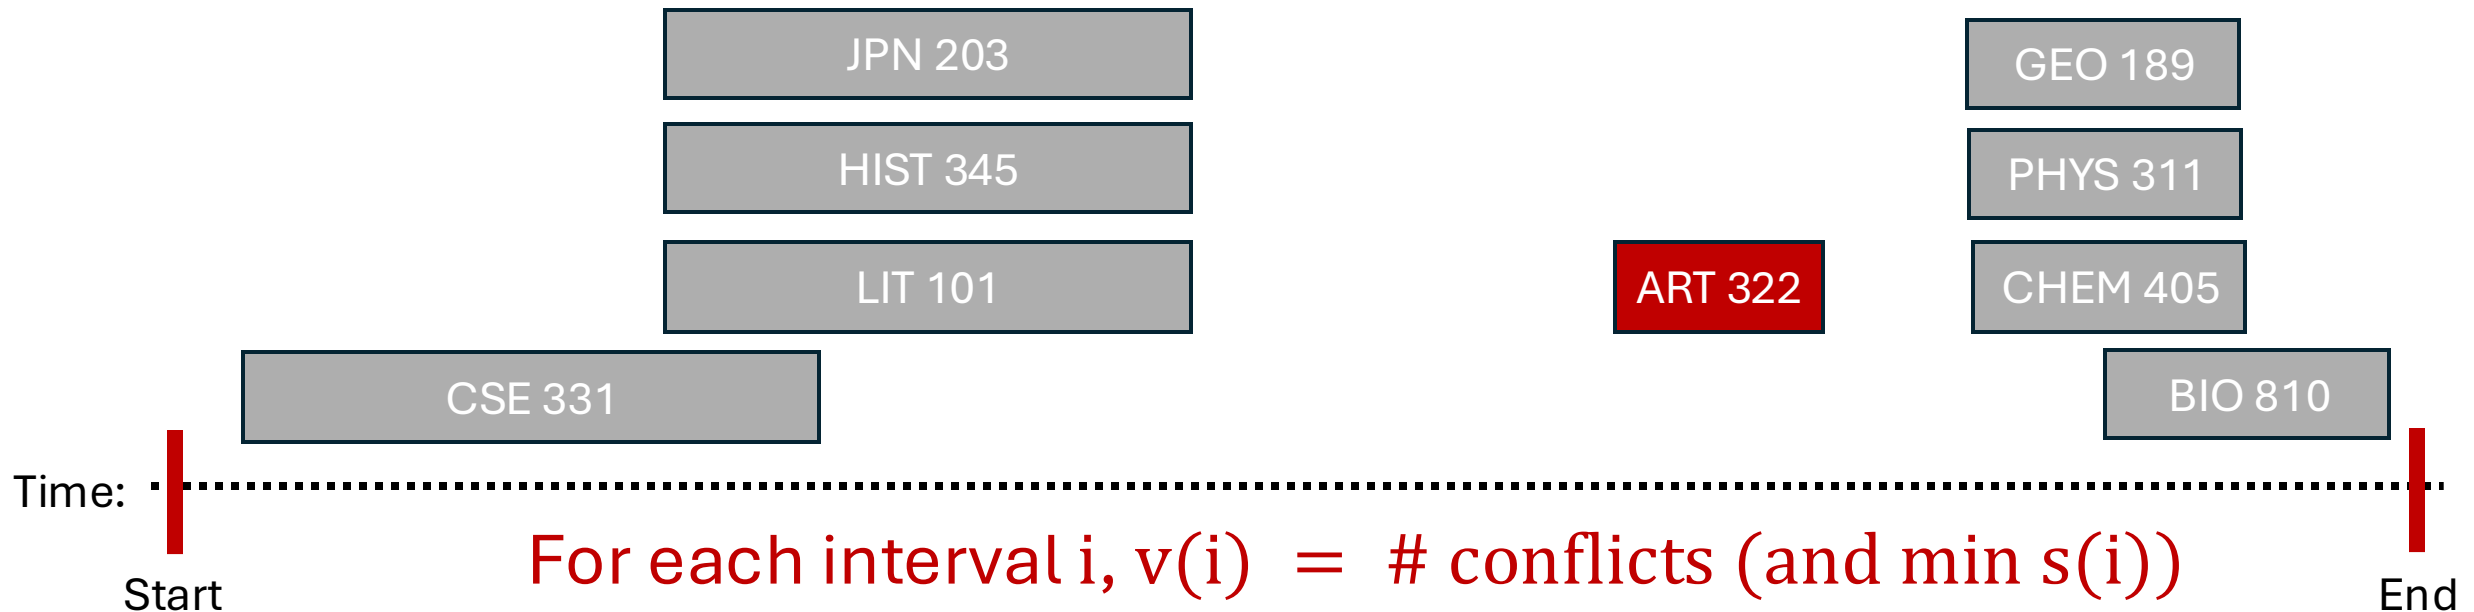 JPN 203
GEO 189
HIST 345
PHYS 311
LIT 101
ART 322
CHEM 405
CSE 331
BIO 810
Time:
For each interval i, v(i) = # conflicts (and min s(i))
Start
End